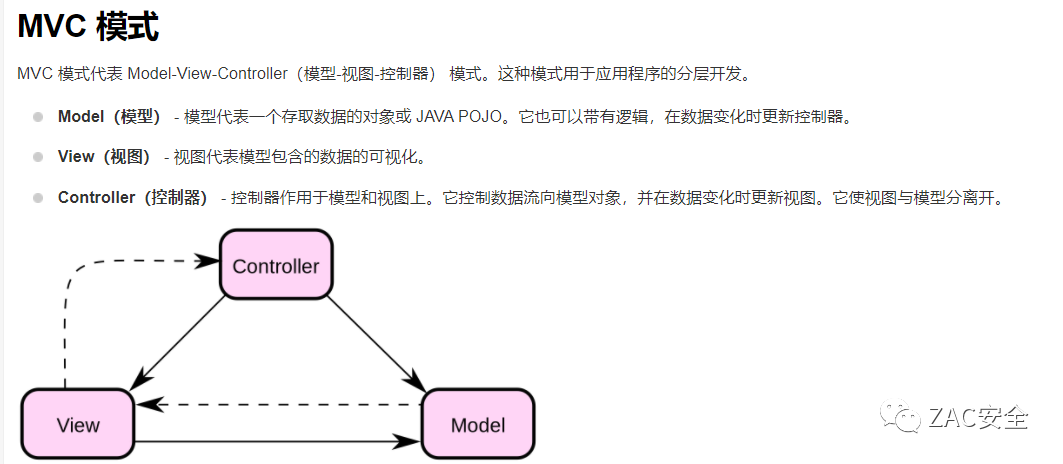 MVC 模式
MVC 模式代表 Model-View-Controller（模型-视图-控制器） 模式。这种模式用于应用程序的分层开发。
Model（模型） - 模型代表一个存取数据的对象或 JAVA POJO。它也可以带有逻辑，在数据变化时更新控制器。
View（视图） - 视图代表模型包含的数据的可视化。
Controller（控制器） - 控制器作用于模型和视图上。它控制数据流向模型对象，并在数据变化时更新视图。它使视图与模型分离开。
Controller
View
Model
ZAC安全